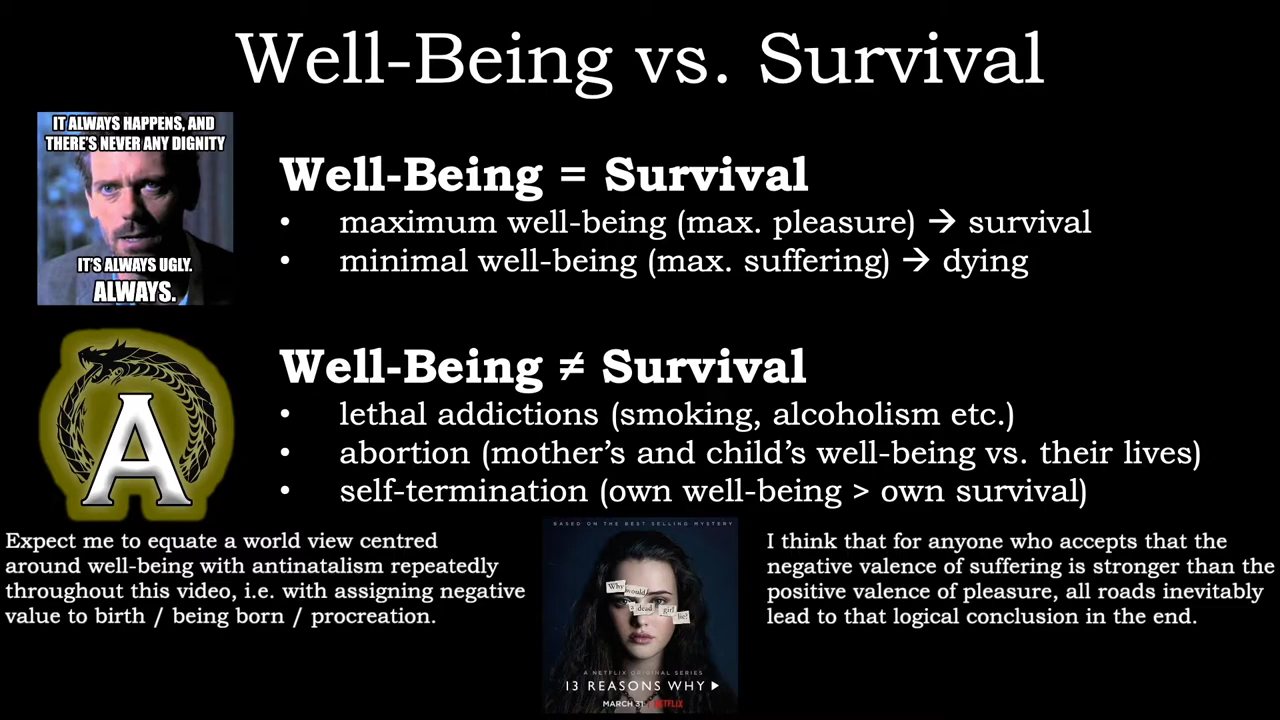 Well-Being vs. Survival
IT ALWAYS HAPPENS, AND
THERE'S NEVER ANY DIGNITY
IT'S ALWAYS UGLY.
ALWAYS.
Well-Being = Survival
• maximum well-being (max. pleasure) → survival
• minimal well-being (max. suffering) → dying
A
Well-Being ≠ Survival
• lethal addictions (smoking, alcoholism etc.)
• abortion (mother's and child's well-being vs. their lives)
• self-termination (own well-being > own survival)
Expect me to equate a world view centred
around well-being with antinatalism repeatedly
throughout this video, i.e. with assigning negative
value to birth / being born / procreation.
BASED ON THE BEST SELLING MYSTERY
Why
would
a dead
girl
lie?
A NETFLIX ORIGINAL SERIES
13 REASONS WHY
MARCH 31 NETFLIX
I think that for anyone who accepts that the
negative valence of suffering is stronger than the
positive valence of pleasure, all roads inevitably
lead to that logical conclusion in the end.